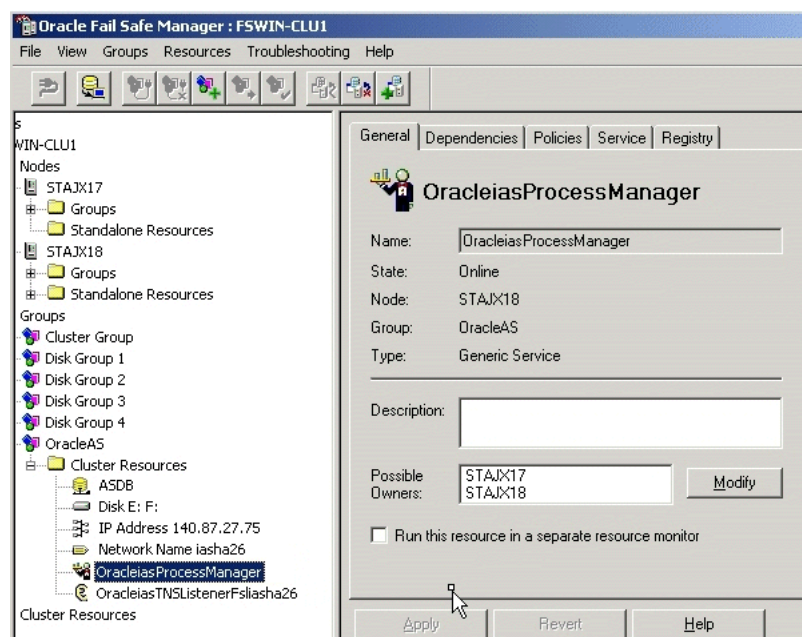 Oracle Fail Safe Manager : FSWIN-CLU1
File View Groups Resources Troubleshooting Help
s
WIN-CLU1
Nodes
STAJX17
Groups
Standalone Resources
STAJX18
Groups
Standalone Resources
Groups
Cluster Group
Disk Group 1
Disk Group 2
Disk Group 3
Disk Group 4
OracleAS
Cluster Resources
ASDB
Disk E: F:
IP Address 140.87.27.75
Network Name iasha26
OracleiasProcessManager
OracleiasTNSListenerFsliasha26
Cluster Resources
General Dependencies Policies Service Registry
OracleiasProcessManager
Name: OracleiasProcessManager
State: Online
Node: STAJX18
Group: OracleAS
Type: Generic Service
Description:
Possible Owners: STAJX17
STAJX18
Modify
Run this resource in a separate resource monitor
Apply Revert Help